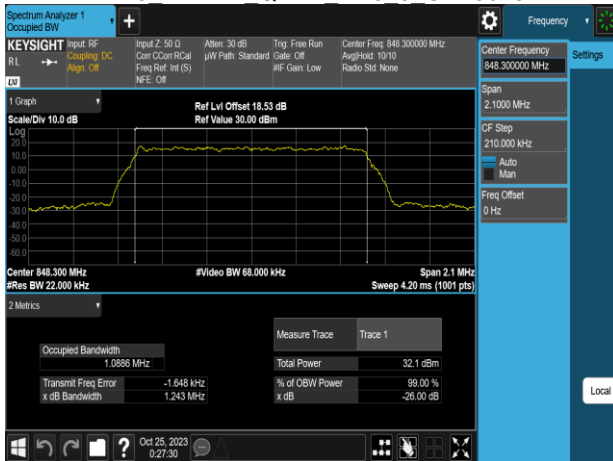 Spectrum Analyzer 1
Occupied BW
+
Frequency
KEYSIGHT Input: RF
R L
Coupling: DC
Align: Off
LXI
Input Z: 50 Ω
Corr CCorr RCal
Freq Ref: Int (S)
NFE: Off
Atten: 30 dB
µW Path: Standard
Trig: Free Run
Gate: Off
#IF Gain: Low
Center Freq: 848.300000 MHz
Avg|Hold: 10/10
Radio Std: None
Center Frequency
848.300000 MHz
Settings
Span
2.1000 MHz
CF Step
210.000 kHz
Auto
Man
Freq Offset
0 Hz
Local
1 Graph
Scale/Div 10.0 dB
Ref Lvl Offset 18.53 dB
Ref Value 30.00 dBm
Log
20.0
10.0
0.00
-10.0
-20.0
-30.0
-40.0
-50.0
-60.0
Center 848.300 MHz
#Video BW 68.000 kHz
Span 2.1 MHz
#Res BW 22.000 kHz
Sweep 4.20 ms (1001 pts)
2 Metrics
Measure Trace Trace 1
Occupied Bandwidth
1.0886 MHz
Total Power 32.1 dBm
Transmit Freq Error -1.648 kHz
% of OBW Power 99.00 %
x dB Bandwidth 1.243 MHz
x dB -26.00 dB
?
Oct 25, 2023
0:27:30